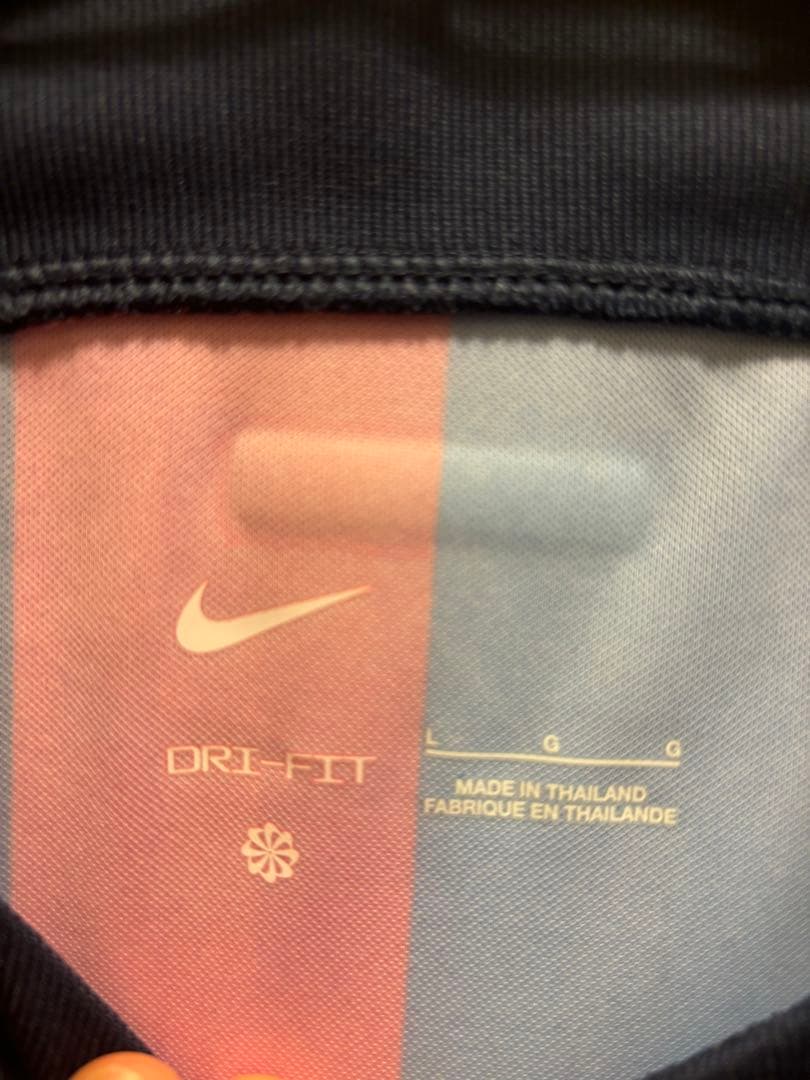 DRI-FIT
L G G
MADE IN THAILAND
FABRIQUE EN THAILANDE